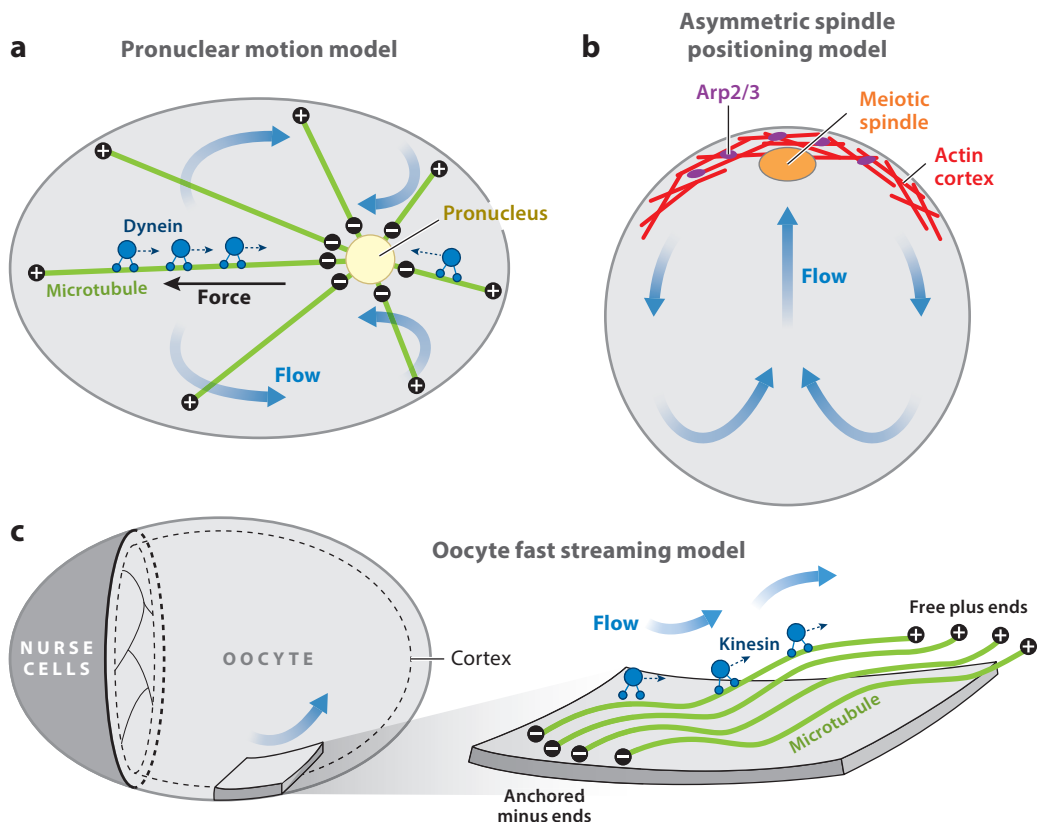 a
Pronuclear motion model
Dynein
Pronucleus
Microtubule
Force
Flow
+
+
+
+
+
+
+
−
−
−
−
−
−
−
b
Asymmetric spindle
positioning model
Arp2/3
Meiotic
spindle
Actin
cortex
Flow
c
Oocyte fast streaming model
NURSE
CELLS
OOCYTE
Cortex
Flow
Kinesin
Free plus ends
+
+
+
+
Microtubule
−
−
−
−
Anchored
minus ends